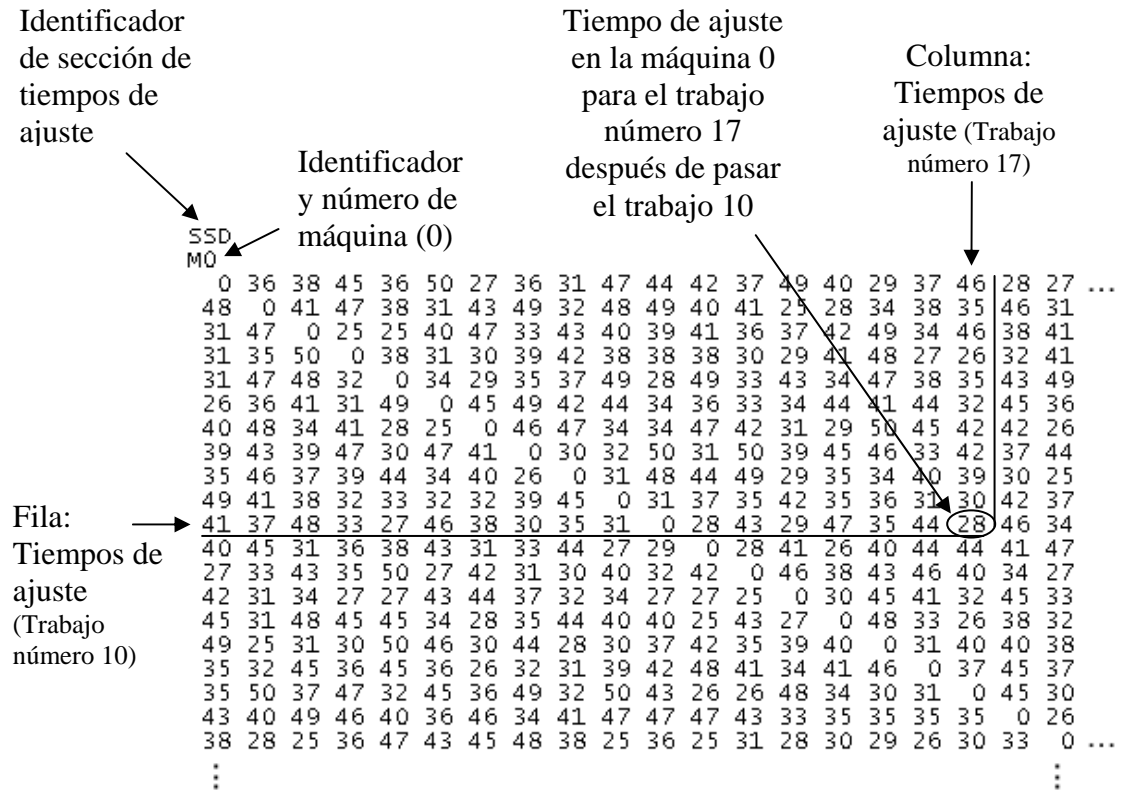 Identificador
de sección de
tiempos de
ajuste
Identificador
y número de
máquina (0)
Tiempo de ajuste
en la máquina 0
para el trabajo
número 17
después de pasar
el trabajo 10
Columna:
Tiempos de
ajuste (Trabajo
número 17)
SSD
M0
0 36 38 45 36 50 27 36 31 47 44 42 37 49 40 29 37 46 28 27 ...
48 0 41 47 38 31 43 49 32 48 49 40 41 25 28 34 38 35 46 31
31 47 0 25 25 40 47 33 43 40 39 41 36 37 42 49 34 46 38 41
31 35 50 0 38 31 30 39 42 38 38 38 30 29 41 48 27 26 32 41
31 47 48 32 0 34 29 35 37 49 28 49 33 43 34 47 38 35 43 49
26 36 41 31 49 0 45 49 42 44 34 36 33 34 44 41 44 32 45 36
40 48 34 41 28 25 0 46 47 34 34 47 42 31 29 50 45 42 42 26
39 43 39 47 30 47 41 0 30 32 50 31 50 39 45 46 33 42 37 44
35 46 37 39 44 34 40 26 0 31 48 44 49 29 35 34 40 39 30 25
49 41 38 32 33 32 32 39 45 0 31 37 35 42 35 36 31 30 42 37
41 37 48 33 27 46 38 30 35 31 0 28 43 29 47 35 44 28 46 34
40 45 31 36 38 43 31 33 44 27 29 0 28 41 26 40 44 44 41 47
27 33 43 35 50 27 42 31 30 40 32 42 0 46 38 43 46 40 34 27
42 31 34 27 27 43 44 37 32 34 27 27 25 0 30 45 41 32 45 33
45 31 48 45 45 34 28 35 44 40 40 25 43 27 0 48 33 26 38 32
49 25 31 30 50 46 30 44 28 30 37 42 35 39 40 0 31 40 40 38
35 32 45 36 45 36 26 32 31 39 42 48 41 34 41 46 0 37 45 37
35 50 37 47 32 45 36 49 32 50 43 26 26 48 34 30 31 0 45 30
43 40 49 46 40 36 46 34 41 47 47 47 43 33 35 35 35 35 0 26
38 28 25 36 47 43 45 48 38 25 36 25 31 28 30 29 26 30 33 0 ...
⋮ ⋮
Fila:
Tiempos de
ajuste
(Trabajo
número 10)